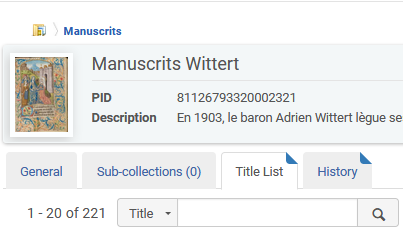 Manuscrits
Manuscrits Wittert
PID 81126793320002321
Description En 1903, le baron Adrien Wittert lègue se
General Sub-collections (0) Title List History
1 - 20 of 221 Title